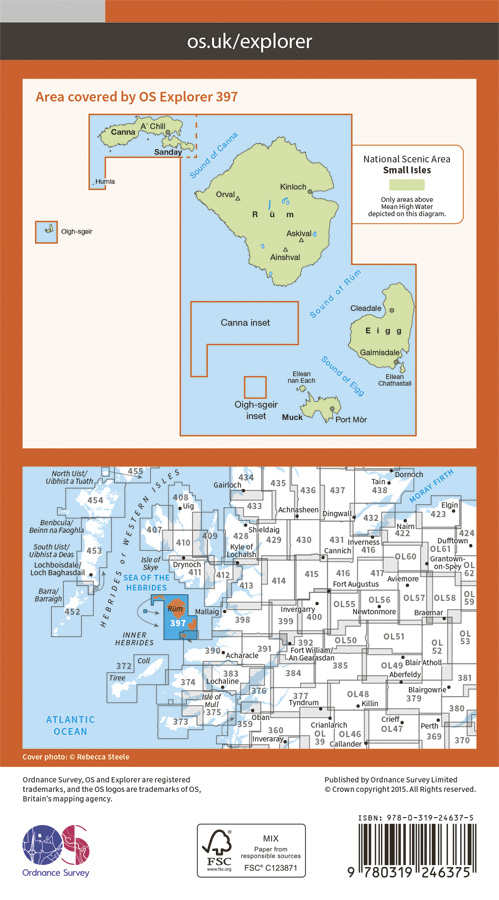 os.uk/explorer
Area covered by OS Explorer 397
Canna
A' Chill
Sanday
Humla
Oigh-sgeir
Sound of Canna
Orval
Kinloch
Rùm
Askival
Ainshval
National Scenic Area
Small Isles
Only areas above
Mean High Water
depicted on this diagram.
Sound of Rùm
Canna inset
Cleadale
Eigg
Galmisdale
Eilean
Chathastail
Sound of Eigg
Eilean
nan Each
Oigh-sgeir
inset
Muck
Port Mòr
North Uist/
Uibhist a Tuath
455
454
Benbcula/
Beinn na Faoghla
South Uist/
Uibhist a Deas
453
Lochboisdale/
Loch Baghasdail
Barra/
Barraigh
452
HEBRIDES or WESTERN ISLES
408
Uig
407
409
410
Isle of
Skye
Drynoch
411
412
SEA OF THE
HEBRIDES
Rùm
397
Mallaig
INNER
HEBRIDES
372
Coll
Tiree
ATLANTIC
OCEAN
373
374
Isle of
Mull
375
Lochaline
383
376
359
Oban
360
Inveraray
390
Acharacle
391
398
413
414
399
Invergarry
400
392
Fort William/
An Gearasdan
384
377
Tyndrum
Crianlarich
OL
39
OL46
Callander
OL48
Killin
385
OL50
OL49
Blair Atholl
Aberfeldy
Blairgowrie
379
378
Crieff
OL47
Perth
369
370
380
381
OL51
OL
52
OL
53
Braemar
OL55
OL56
Newtonmore
OL57
OL58
OL
59
Fort Augustus
415
416
417
Aviemore
OL60
OL61
Grantown-
on-Spey
OL
62
Gairloch
434
433
435
436
437
Achnasheen
Dingwall
432
Tain
438
Dornoch
MORAY FIRTH
Nairn
422
423
Elgin
424
Dufftown
Inverness
431
430
429
428
Shieldaig
Kyle of
Lochalsh
Cannich
Cover photo: © Rebecca Steele
Ordnance Survey, OS and Explorer are registered
trademarks, and the OS logos are trademarks of OS,
Britain's mapping agency.
Published by Ordnance Survey Limited
© Crown copyright 2015. All Rights reserved.
OS
Ordnance Survey
FSC
www.fsc.org
MIX
Paper from
responsible sources
FSC® C123871
ISBN: 978-0-319-24637-5
9 780319 246375